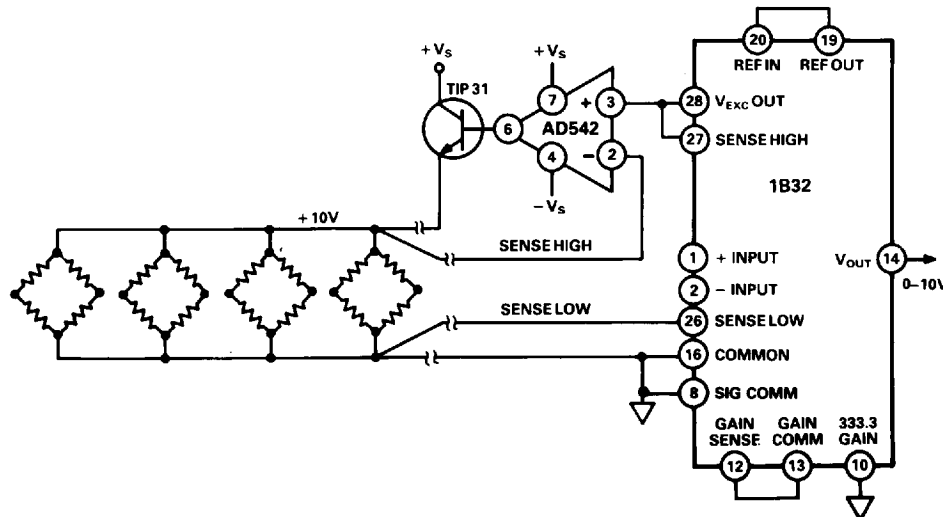 20 19
REF IN REF OUT
+VS +VS
TIP 31
7 + 3 28 VEXC OUT
6 AD542 27 SENSE HIGH
4 − 2
1B32
−VS
+10V
SENSE HIGH
1 + INPUT
VOUT 14
2 − INPUT
0–10V
SENSE LOW 26 SENSE LOW
16 COMMON
8 SIG COMM
GAIN SENSE GAIN COMM 333.3 GAIN
12 13 10